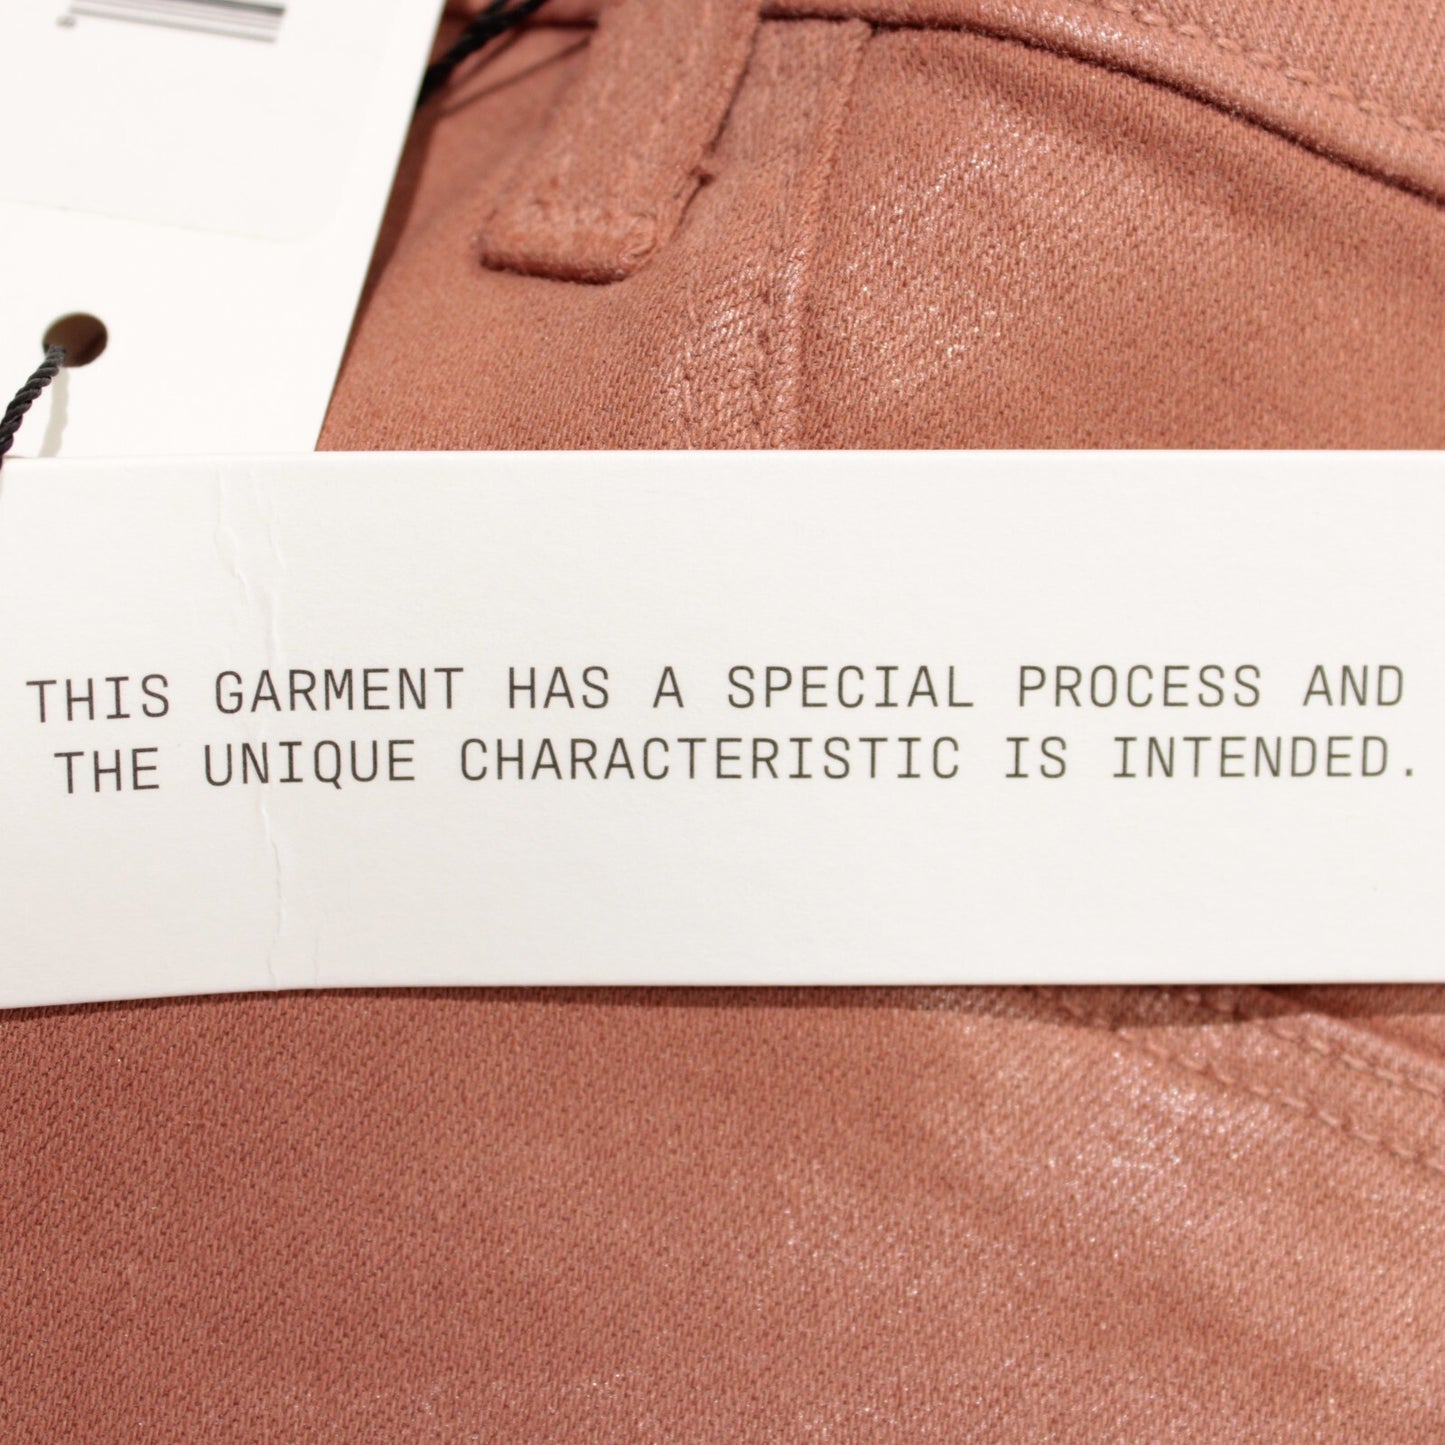 THIS GARMENT HAS A SPECIAL PROCESS AND
THE UNIQUE CHARACTERISTIC IS INTENDED.